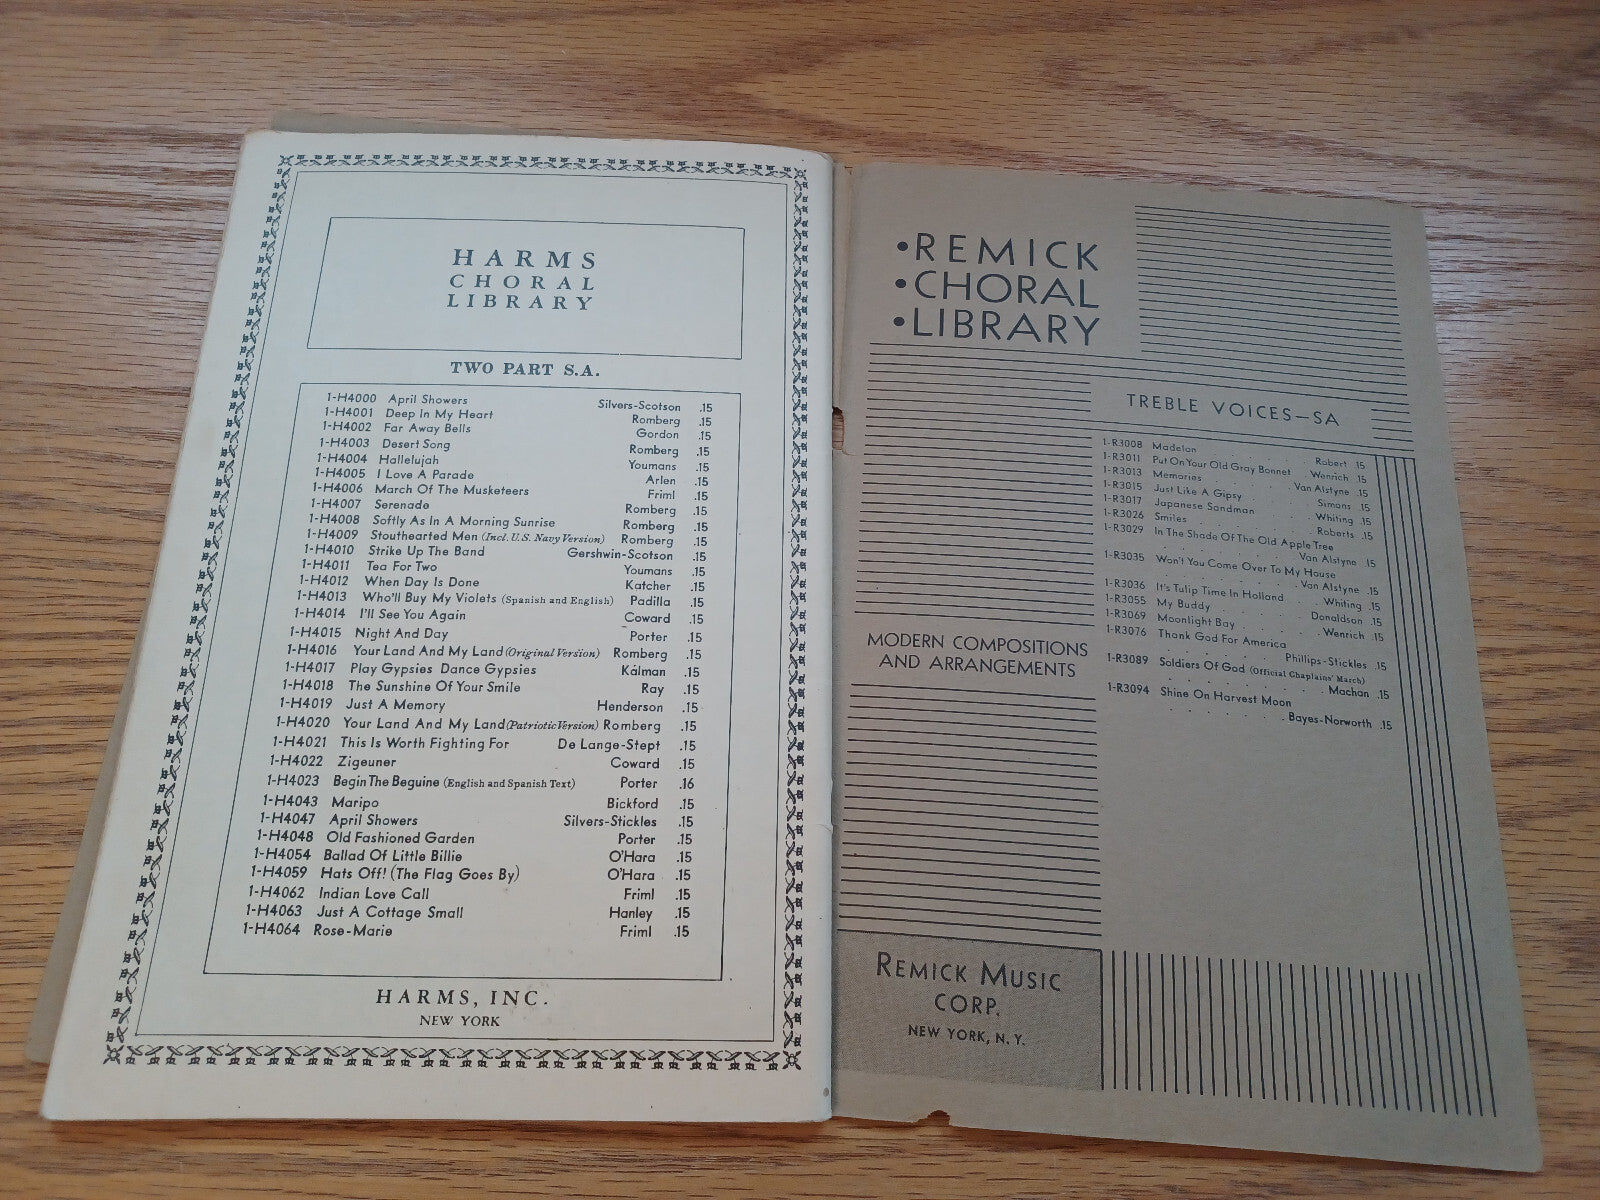 HARMS
CHORAL
LIBRARY
TWO PART S.A.
1-H4000 April Showers Silvers-Scotson .15
1-H4001 Deep In My Heart Romberg .15
1-H4002 Far Away Bells Gordon .15
1-H4003 Desert Song Romberg .15
1-H4004 Hallelujah Youmans .15
1-H4005 I Love A Parade Arlen .15
1-H4006 March Of The Musketeers Friml .15
1-H4007 Serenade Romberg .15
1-H4008 Softly As In A Morning Sunrise Romberg .15
1-H4009 Stouthearted Men (Incl. U.S. Navy Version) Romberg .15
1-H4010 Strike Up The Band Gershwin-Scotson .15
1-H4011 Tea For Two Youmans .15
1-H4012 When Day Is Done Katcher .15
1-H4013 Who'll Buy My Violets (Spanish and English) Padilla .15
1-H4014 I'll See You Again Coward .15
1-H4015 Night And Day Porter .15
1-H4016 Your Land And My Land (Original Version) Romberg .15
1-H4017 Play Gypsies Dance Gypsies Kálman .15
1-H4018 The Sunshine Of Your Smile Ray .15
1-H4019 Just A Memory Henderson .15
1-H4020 Your Land And My Land (Patriotic Version) Romberg .15
1-H4021 This Is Worth Fighting For De Lange-Stept .15
1-H4022 Zigeuner Coward .15
1-H4023 Begin The Beguine (English and Spanish Text) Porter .16
1-H4043 Maripo Bickford .15
1-H4047 April Showers Silvers-Stickles .15
1-H4048 Old Fashioned Garden Porter .15
1-H4054 Ballad Of Little Billie O'Hara .15
1-H4059 Hats Off! (The Flag Goes By) O'Hara .15
1-H4062 Indian Love Call Friml .15
1-H4063 Just A Cottage Small Hanley .15
1-H4064 Rose-Marie Friml .15
HARMS, INC.
NEW YORK
•REMICK
•CHORAL
•LIBRARY
TREBLE VOICES—SA
1-R3008 Madelon . . . . Robert 15
1-R3011 Put On Your Old Gray Bonnet Wenrich .15
1-R3013 Memories . . . Van Alstyne .15
1-R3015 Just Like A Gipsy . . . Simons .15
1-R3017 Japanese Sandman . . Whiting .15
1-R3026 Smiles . . . . Roberts .15
1-R3029 In The Shade Of The Old Apple Tree
. . . . . . Van Alstyne .15
1-R3035 Won't You Come Over To My House
. . . . . . Van Alstyne .15
1-R3036 It's Tulip Time In Holland . . Whiting .15
1-R3055 My Buddy . . . . Donaldson .15
1-R3069 Moonlight Bay . . . . Wenrich .15
1-R3076 Thank God For America
. . . . . Phillips-Stickles .15
1-R3089 Soldiers Of God (Official Chaplains' March)
. . . . . . . Machan .15
1-R3094 Shine On Harvest Moon
. . . . . . Bayes-Norworth .15
MODERN COMPOSITIONS
AND ARRANGEMENTS
REMICK MUSIC
CORP.
NEW YORK, N.Y.